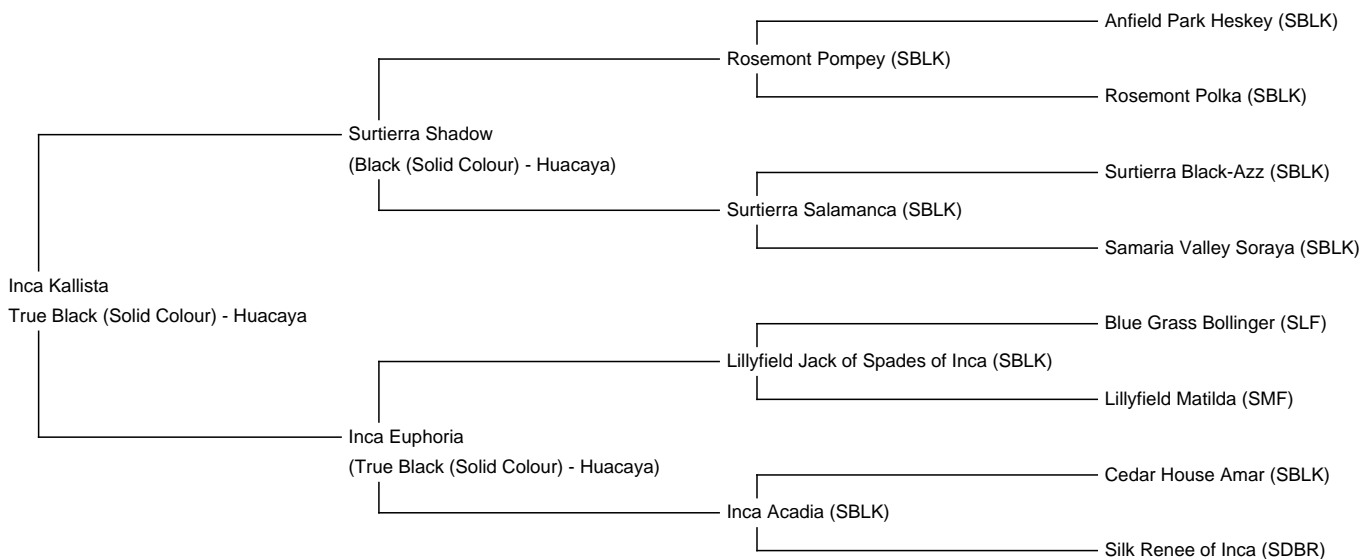 Anfield Park Heskey (SBLK)
Rosemont Pompey (SBLK)
Rosemont Polka (SBLK)
Surtierra Shadow
(Black (Solid Colour) - Huacaya)
Surtierra Black-Azz (SBLK)
Surtierra Salamanca (SBLK)
Samaria Valley Soraya (SBLK)
Inca Kallista
True Black (Solid Colour) - Huacaya
Blue Grass Bollinger (SLF)
Lillyfield Jack of Spades of Inca (SBLK)
Lillyfield Matilda (SMF)
Inca Euphoria
(True Black (Solid Colour) - Huacaya)
Cedar House Amar (SBLK)
Inca Acadia (SBLK)
Silk Renee of Inca (SDBR)